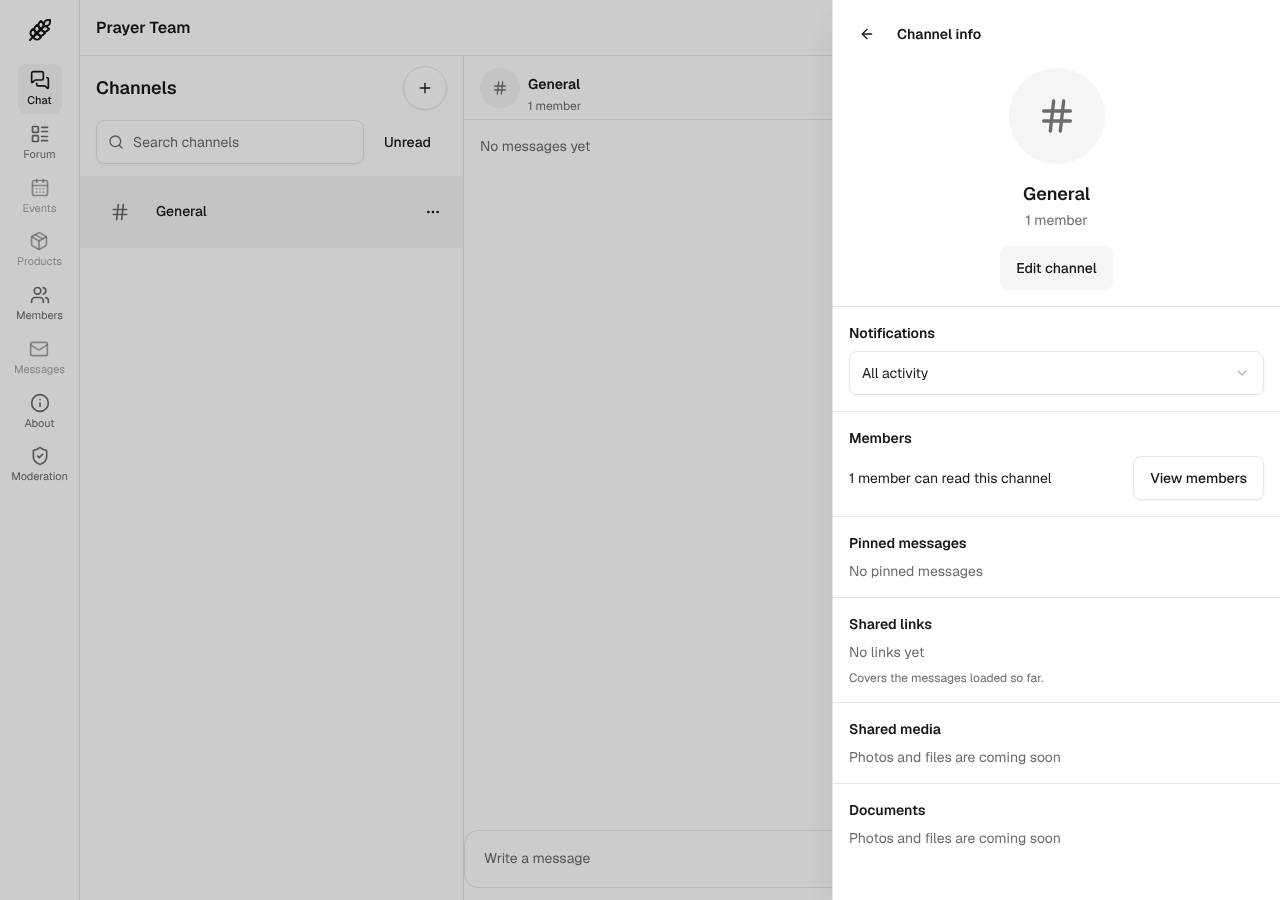 Prayer Team
Chat
Forum
Events
Products
Members
Messages
About
Moderation
Channels
Search channels
Unread
General
General
1 member
No messages yet
Write a message
Channel info
General
1 member
Edit channel
Notifications
All activity
Members
1 member can read this channel
View members
Pinned messages
No pinned messages
Shared links
No links yet
Covers the messages loaded so far.
Shared media
Photos and files are coming soon
Documents
Photos and files are coming soon